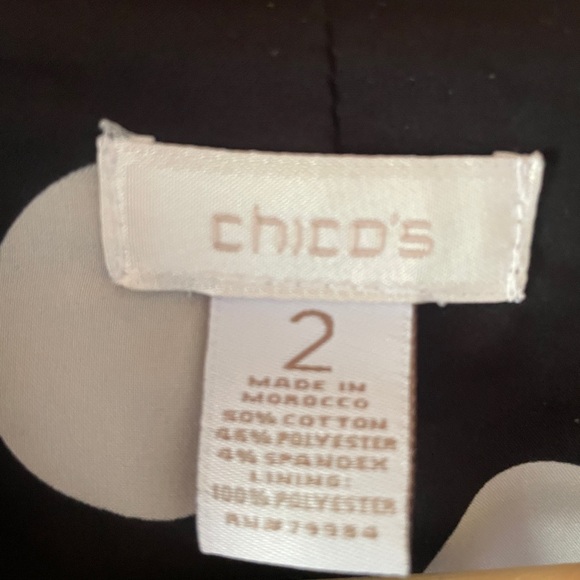 chico's
2
MADE IN
MOROCCO
50% COTTON
46% POLYESTER
4% SPANDEX
LINING:
100% POLYESTER
RN#79984